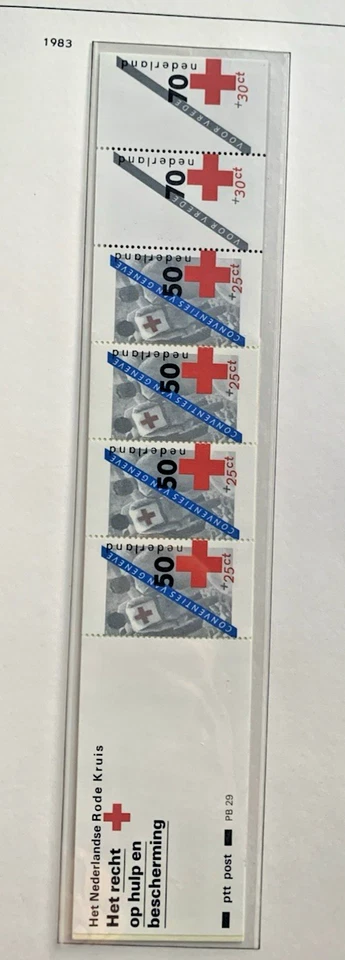 1983
nederland
70
+30ct
VOOR VREDE
nederland
70
+30ct
VOOR VREDE
nederland
50
+25ct
CONVENTIES VAN GENEVE
nederland
50
+25ct
CONVENTIES VAN GENEVE
nederland
50
+25ct
CONVENTIES VAN GENEVE
nederland
50
+25ct
CONVENTIES VAN GENEVE
Het Nederlandse Rode Kruis
Het recht
op hulp en
bescherming
ptt post PB 29